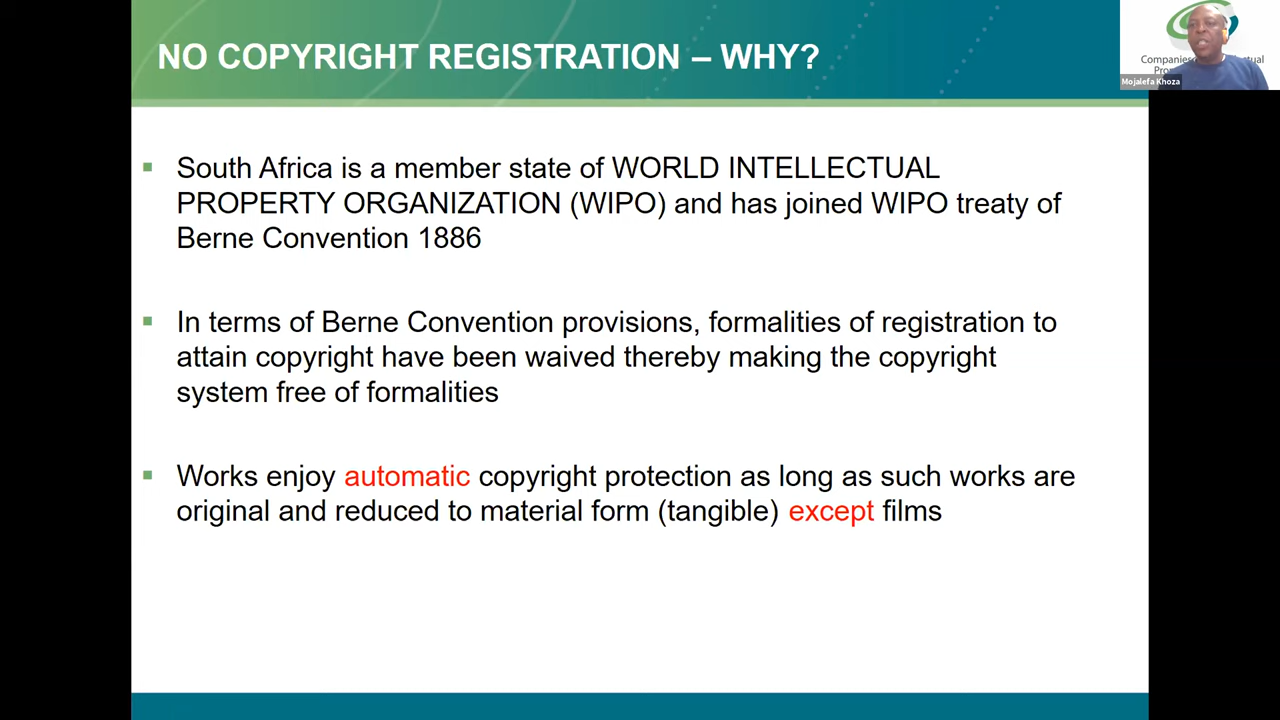 NO COPYRIGHT REGISTRATION – WHY?
Companies
tual
Mojalefa Khoza
South Africa is a member state of WORLD INTELLECTUAL
PROPERTY ORGANIZATION (WIPO) and has joined WIPO treaty of
Berne Convention 1886
In terms of Berne Convention provisions, formalities of registration to
attain copyright have been waived thereby making the copyright
system free of formalities
Works enjoy automatic copyright protection as long as such works are
original and reduced to material form (tangible) except films